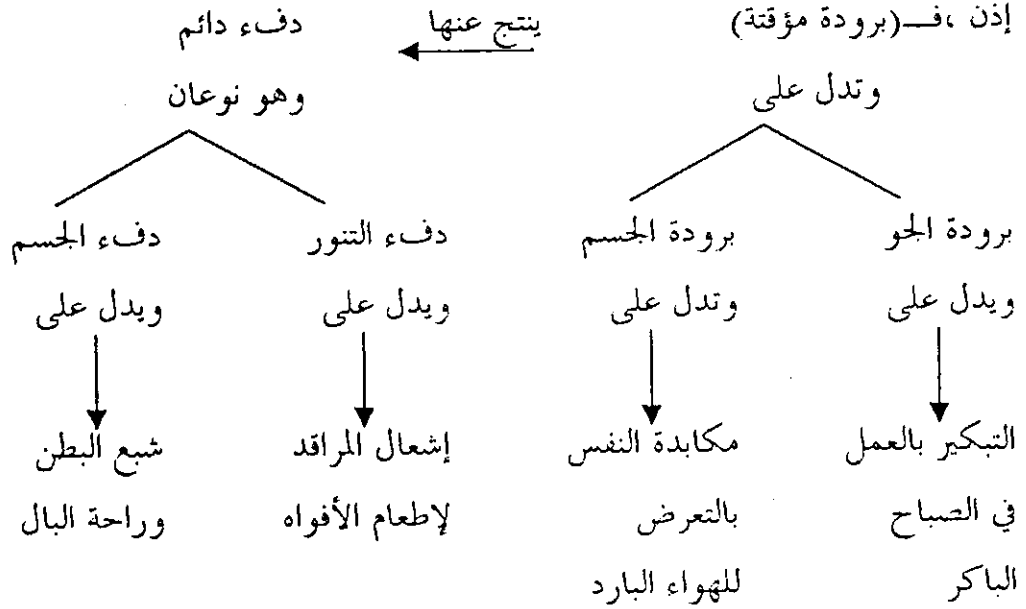 إذن ،فـــ(برودة مؤقتة) ينتج عنها دفء دائم
وتدل على وهو نوعان
برودة الجو برودة الجسم دفء التنور دفء الجسم
ويدل على وتدل على ويدل على ويدل على
التبكير بالعمل مكابدة النفس إشعال المراقد شبع البطن
في الصباح بالتعرض لإطعام الأفواه وراحة البال
الباكر للهواء البارد